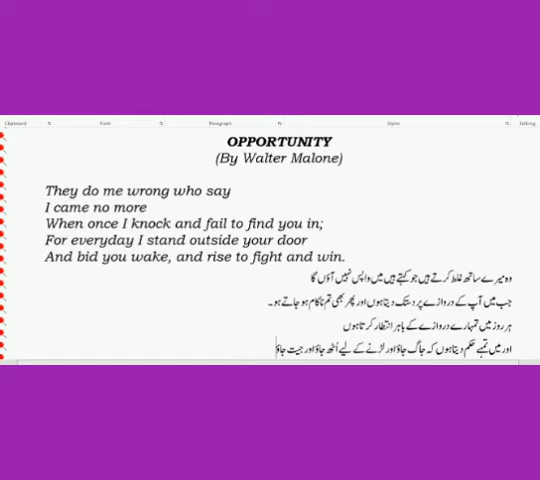 Clipboard Font Paragraph Styles Editing
OPPORTUNITY
(By Walter Malone)
They do me wrong who say
I came no more
When once I knock and fail to find you in;
For everyday I stand outside your door
And bid you wake, and rise to fight and win.
وہ میرے ساتھ غلط کرتے ہیں جو کہتے ہیں میں واپس نہیں آؤں گا
جب میں آپ کے دروازے پر دستک دیتا ہوں اور پھر بھی تم ناکام ہو جاتے ہو۔
ہر روز میں تمہارے دروازے کے باہر انتظار کرتا ہوں
اور میں تمہے حکم دیتا ہوں کہ جاگ جاؤ اور لڑنے کے لیے اُٹھ جاؤ اور جیت جاؤ